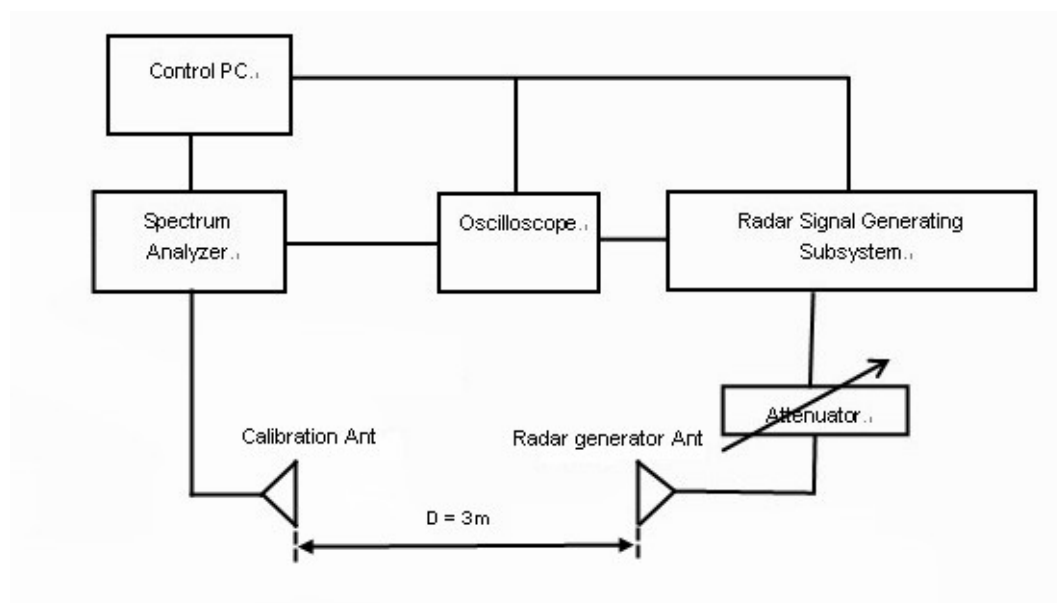 Control PC.
Spectrum
Analyzer.
Oscilloscope.
Radar Signal Generating
Subsystem.
Attenuator.
Calibration Ant
Radar generator Ant
D = 3m